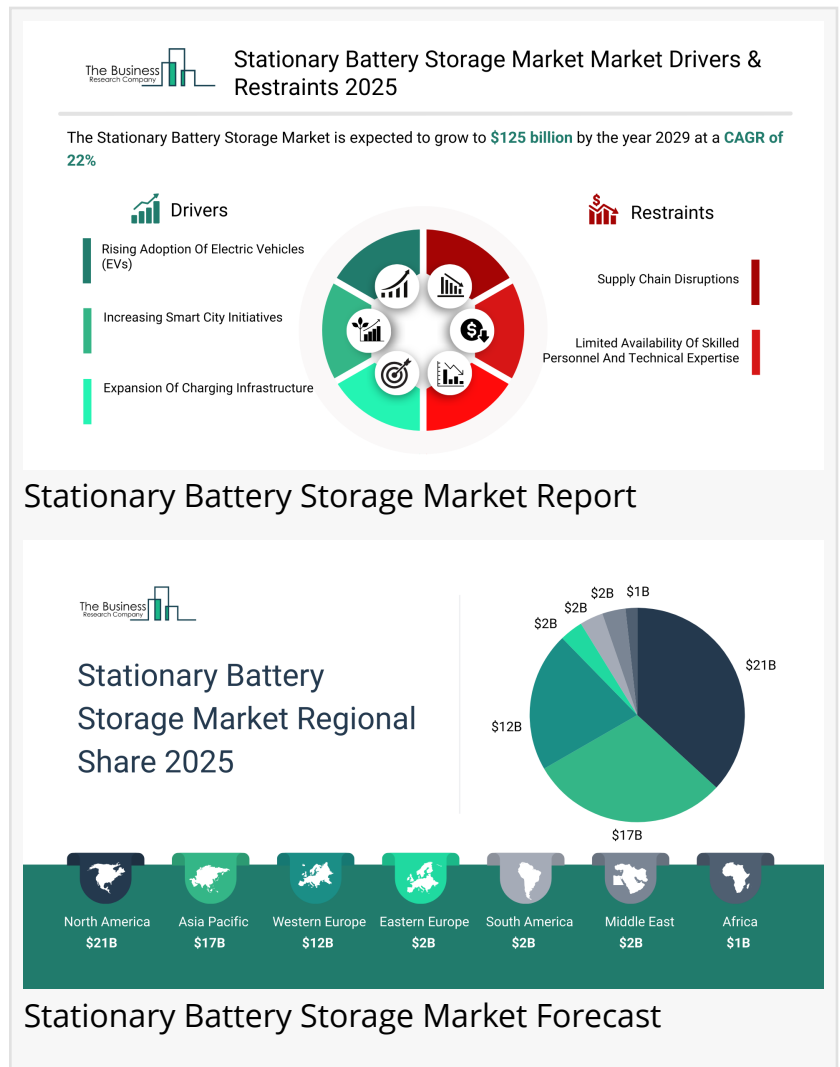 The Business
Research Company
Stationary Battery Storage Market Market Drivers &
Restraints 2025
The Stationary Battery Storage Market is expected to grow to $125 billion by the year 2029 at a CAGR of
22%
Drivers
Rising Adoption Of Electric Vehicles
(EVs)
Increasing Smart City Initiatives
Expansion Of Charging Infrastructure
$
$
Restraints
Supply Chain Disruptions
Limited Availability Of Skilled
Personnel And Technical Expertise
Stationary Battery Storage Market Report
The Business
Research Company
Stationary Battery
Storage Market Regional
Share 2025
$2B
$2B
$2B
$1B
$21B
$12B
$17B
North America
$21B
Asia Pacific
$17B
Western Europe
$12B
Eastern Europe
$2B
South America
$2B
Middle East
$2B
Africa
$1B
Stationary Battery Storage Market Forecast